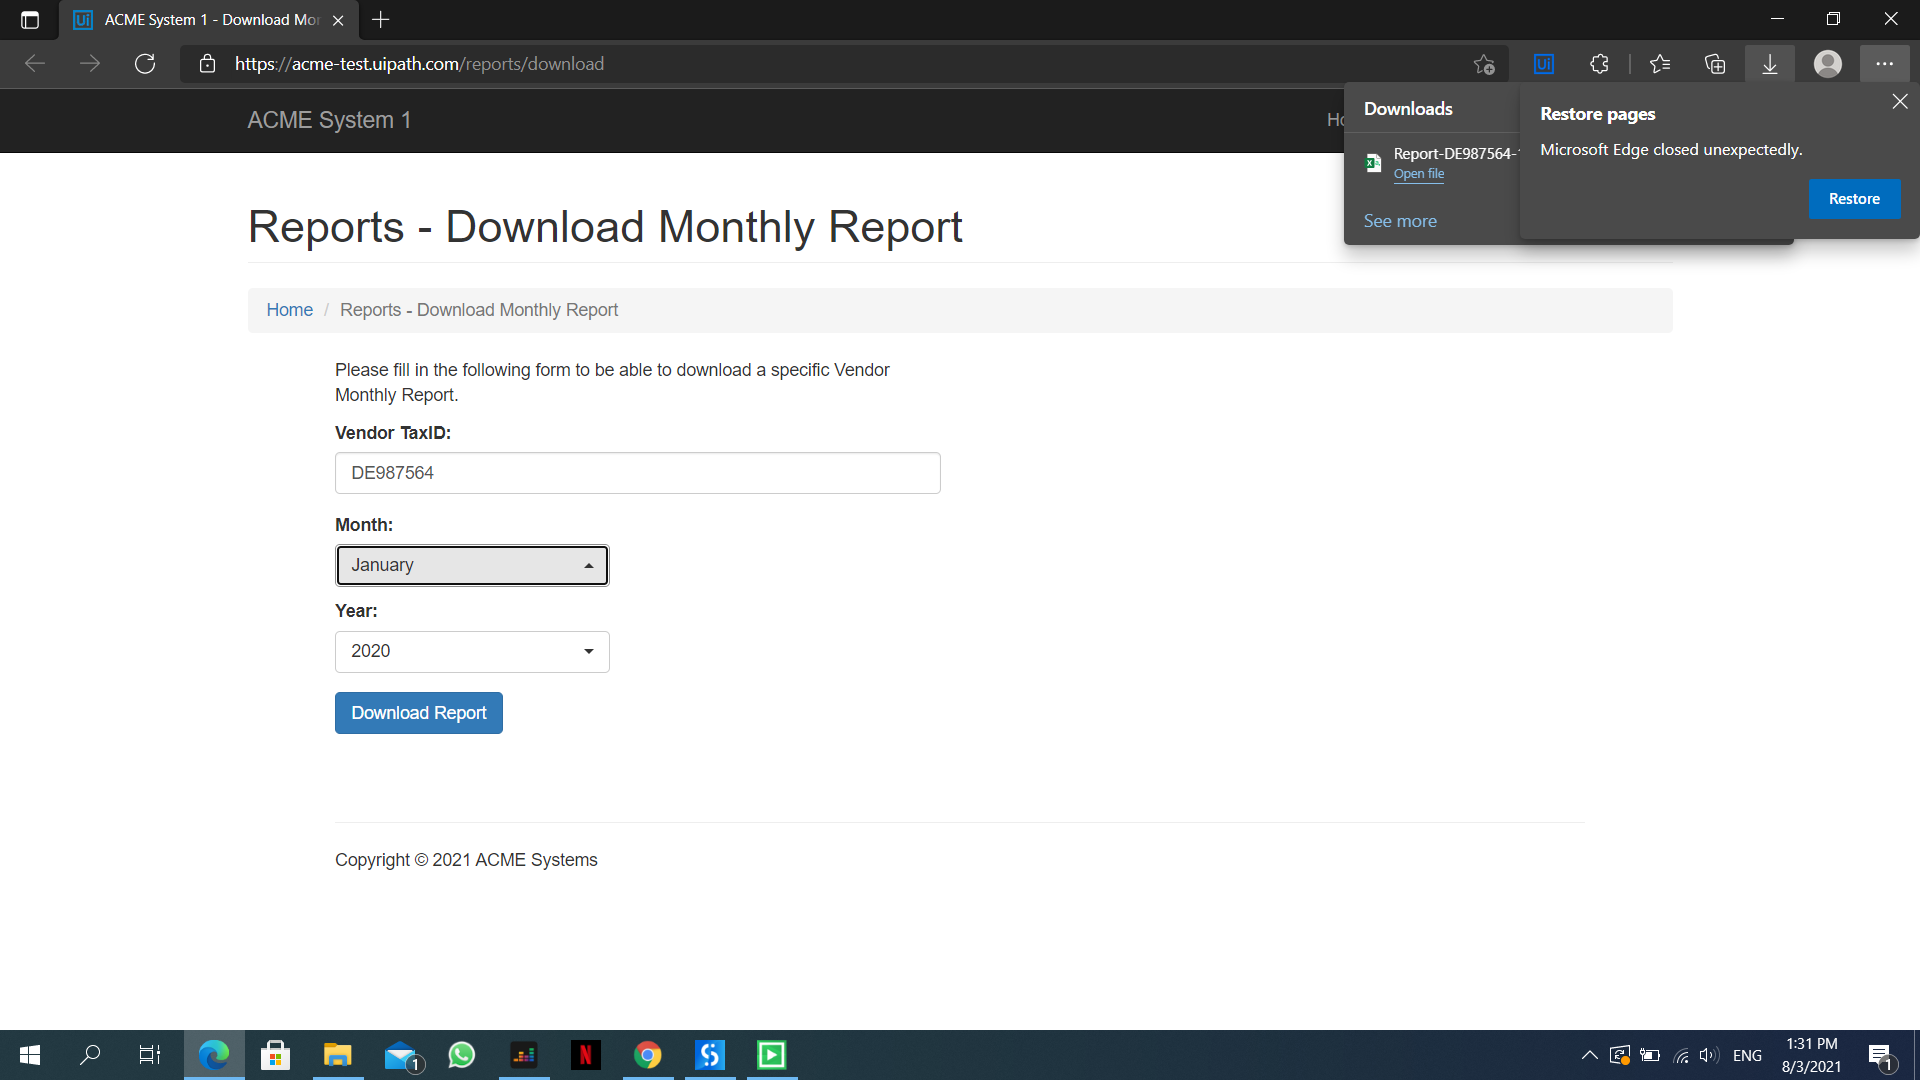 ACME System 1 - Download Mon
https://acme-test.uipath.com/reports/download
ACME System 1
Downloads
Report-DE987564-
Open file
See more
Restore pages
Microsoft Edge closed unexpectedly.
Restore
Reports - Download Monthly Report
Home / Reports - Download Monthly Report
Please fill in the following form to be able to download a specific Vendor
Monthly Report.
Vendor TaxID:
DE987564
Month:
January
Year:
2020
Download Report
Copyright © 2021 ACME Systems
ENG
1:31 PM
8/3/2021
1
1